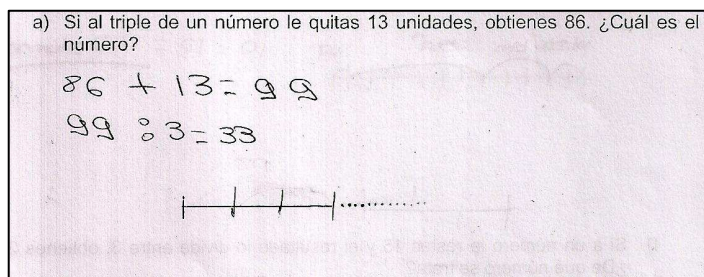 a) Si al triple de un número le quitas 13 unidades, obtienes 86. ¿Cuál es el
número?
86 + 13 = 99
99 : 3 = 33